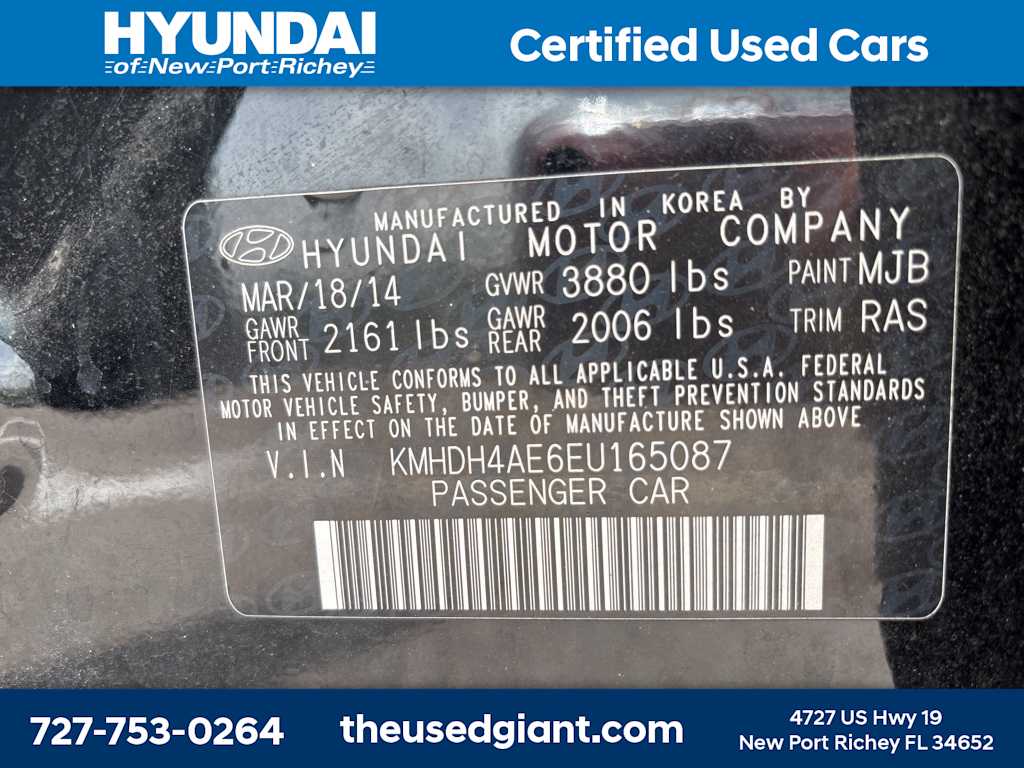 HYUNDAI
of New Port Richey
Certified Used Cars
MANUFACTURED IN KOREA BY
HYUNDAI MOTOR COMPANY
MAR/18/14 GVWR 3880 lbs PAINT MJB
GAWR FRONT 2161 lbs GAWR REAR 2006 lbs TRIM RAS
THIS VEHICLE CONFORMS TO ALL APPLICABLE U.S.A. FEDERAL
MOTOR VEHICLE SAFETY, BUMPER, AND THEFT PREVENTION STANDARDS
IN EFFECT ON THE DATE OF MANUFACTURE SHOWN ABOVE
V.I.N KMHDH4AE6EU165087
PASSENGER CAR
727-753-0264
theusedgiant.com
4727 US Hwy 19
New Port Richey FL 34652